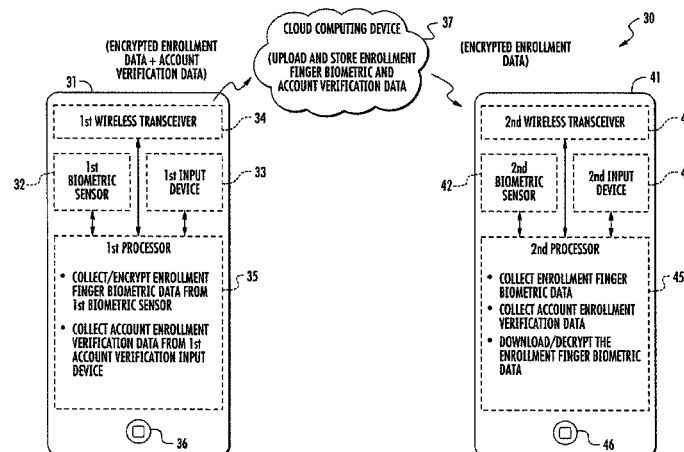 37
30
CLOUD COMPUTING DEVICE
(UPLOAD AND STORE ENROLLMENT
FINGER BIOMETRIC AND
ACCOUNT VERIFICATION DATA)
(ENCRYPTED ENROLLMENT
DATA + ACCOUNT
VERIFICATION DATA)
(ENCRYPTED ENROLLMENT
DATA)
31
1st WIRELESS TRANSCEIVER
34
32
1st
BIOMETRIC
SENSOR
1st INPUT
DEVICE
33
1st PROCESSOR
• COLLECT/ENCRYPT ENROLLMENT
FINGER BIOMETRIC DATA FROM
1st BIOMETRIC SENSOR
• COLLECT ACCOUNT ENROLLMENT
VERIFICATION DATA FROM 1st
ACCOUNT VERIFICATION INPUT
DEVICE
35
36
41
2nd WIRELESS TRANSCEIVER
42
2nd
BIOMETRIC
SENSOR
2nd INPUT
DEVICE
2nd PROCESSOR
• COLLECT ENROLLMENT FINGER
BIOMETRIC DATA
• COLLECT ACCOUNT ENROLLMENT
VERIFICATION DATA
• DOWNLOAD/DECRYPT THE
ENROLLMENT FINGER BIOMETRIC
DATA
45
46